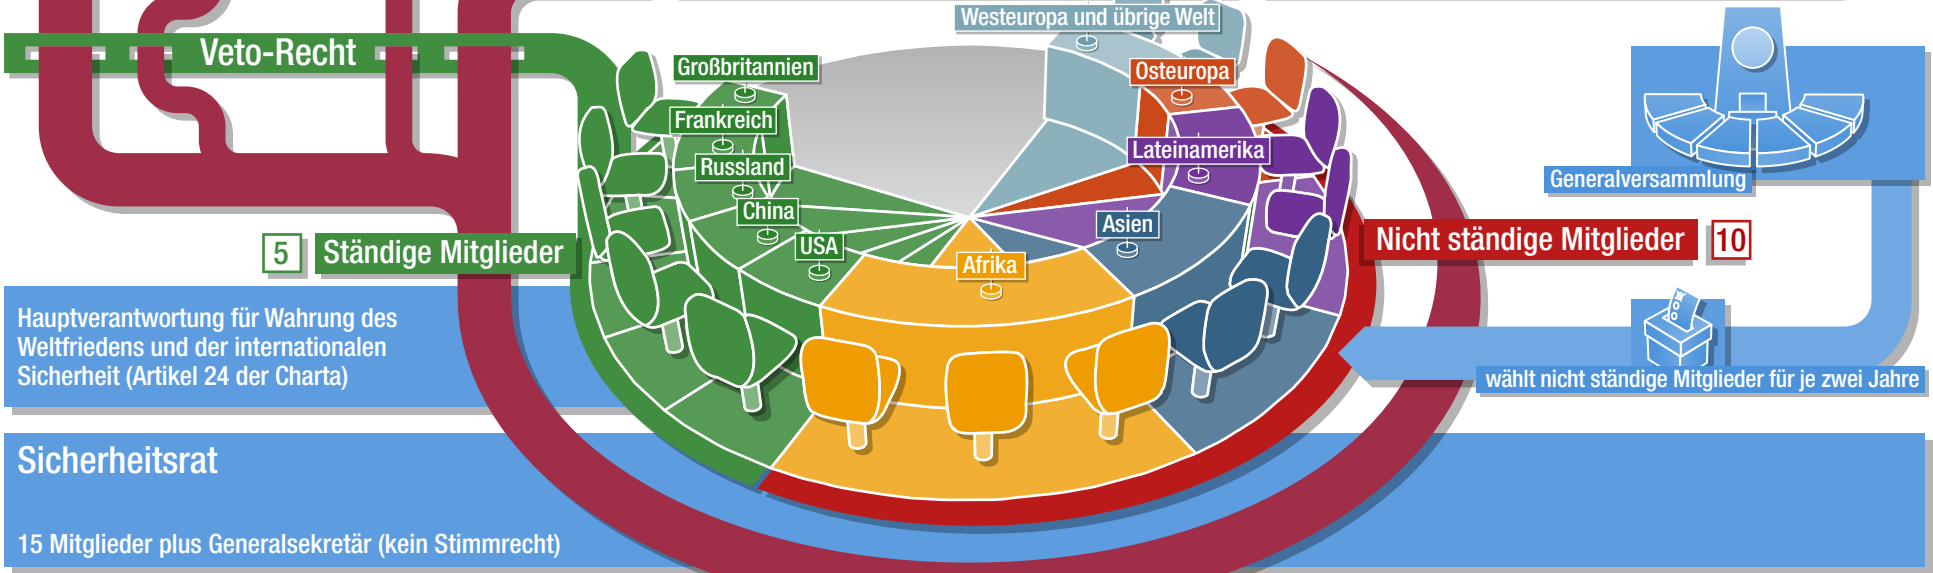 Westeuropa und übrige Welt
Veto-Recht
Großbritannien
Osteuropa
Frankreich
Lateinamerika
Russland
Generalversammlung
China
Asien
USA
5 Ständige Mitglieder
Nicht ständige Mitglieder 10
Afrika
Hauptverantwortung für Wahrung des
Weltfriedens und der internationalen
Sicherheit (Artikel 24 der Charta)
wählt nicht ständige Mitglieder für je zwei Jahre
Sicherheitsrat
15 Mitglieder plus Generalsekretär (kein Stimmrecht)